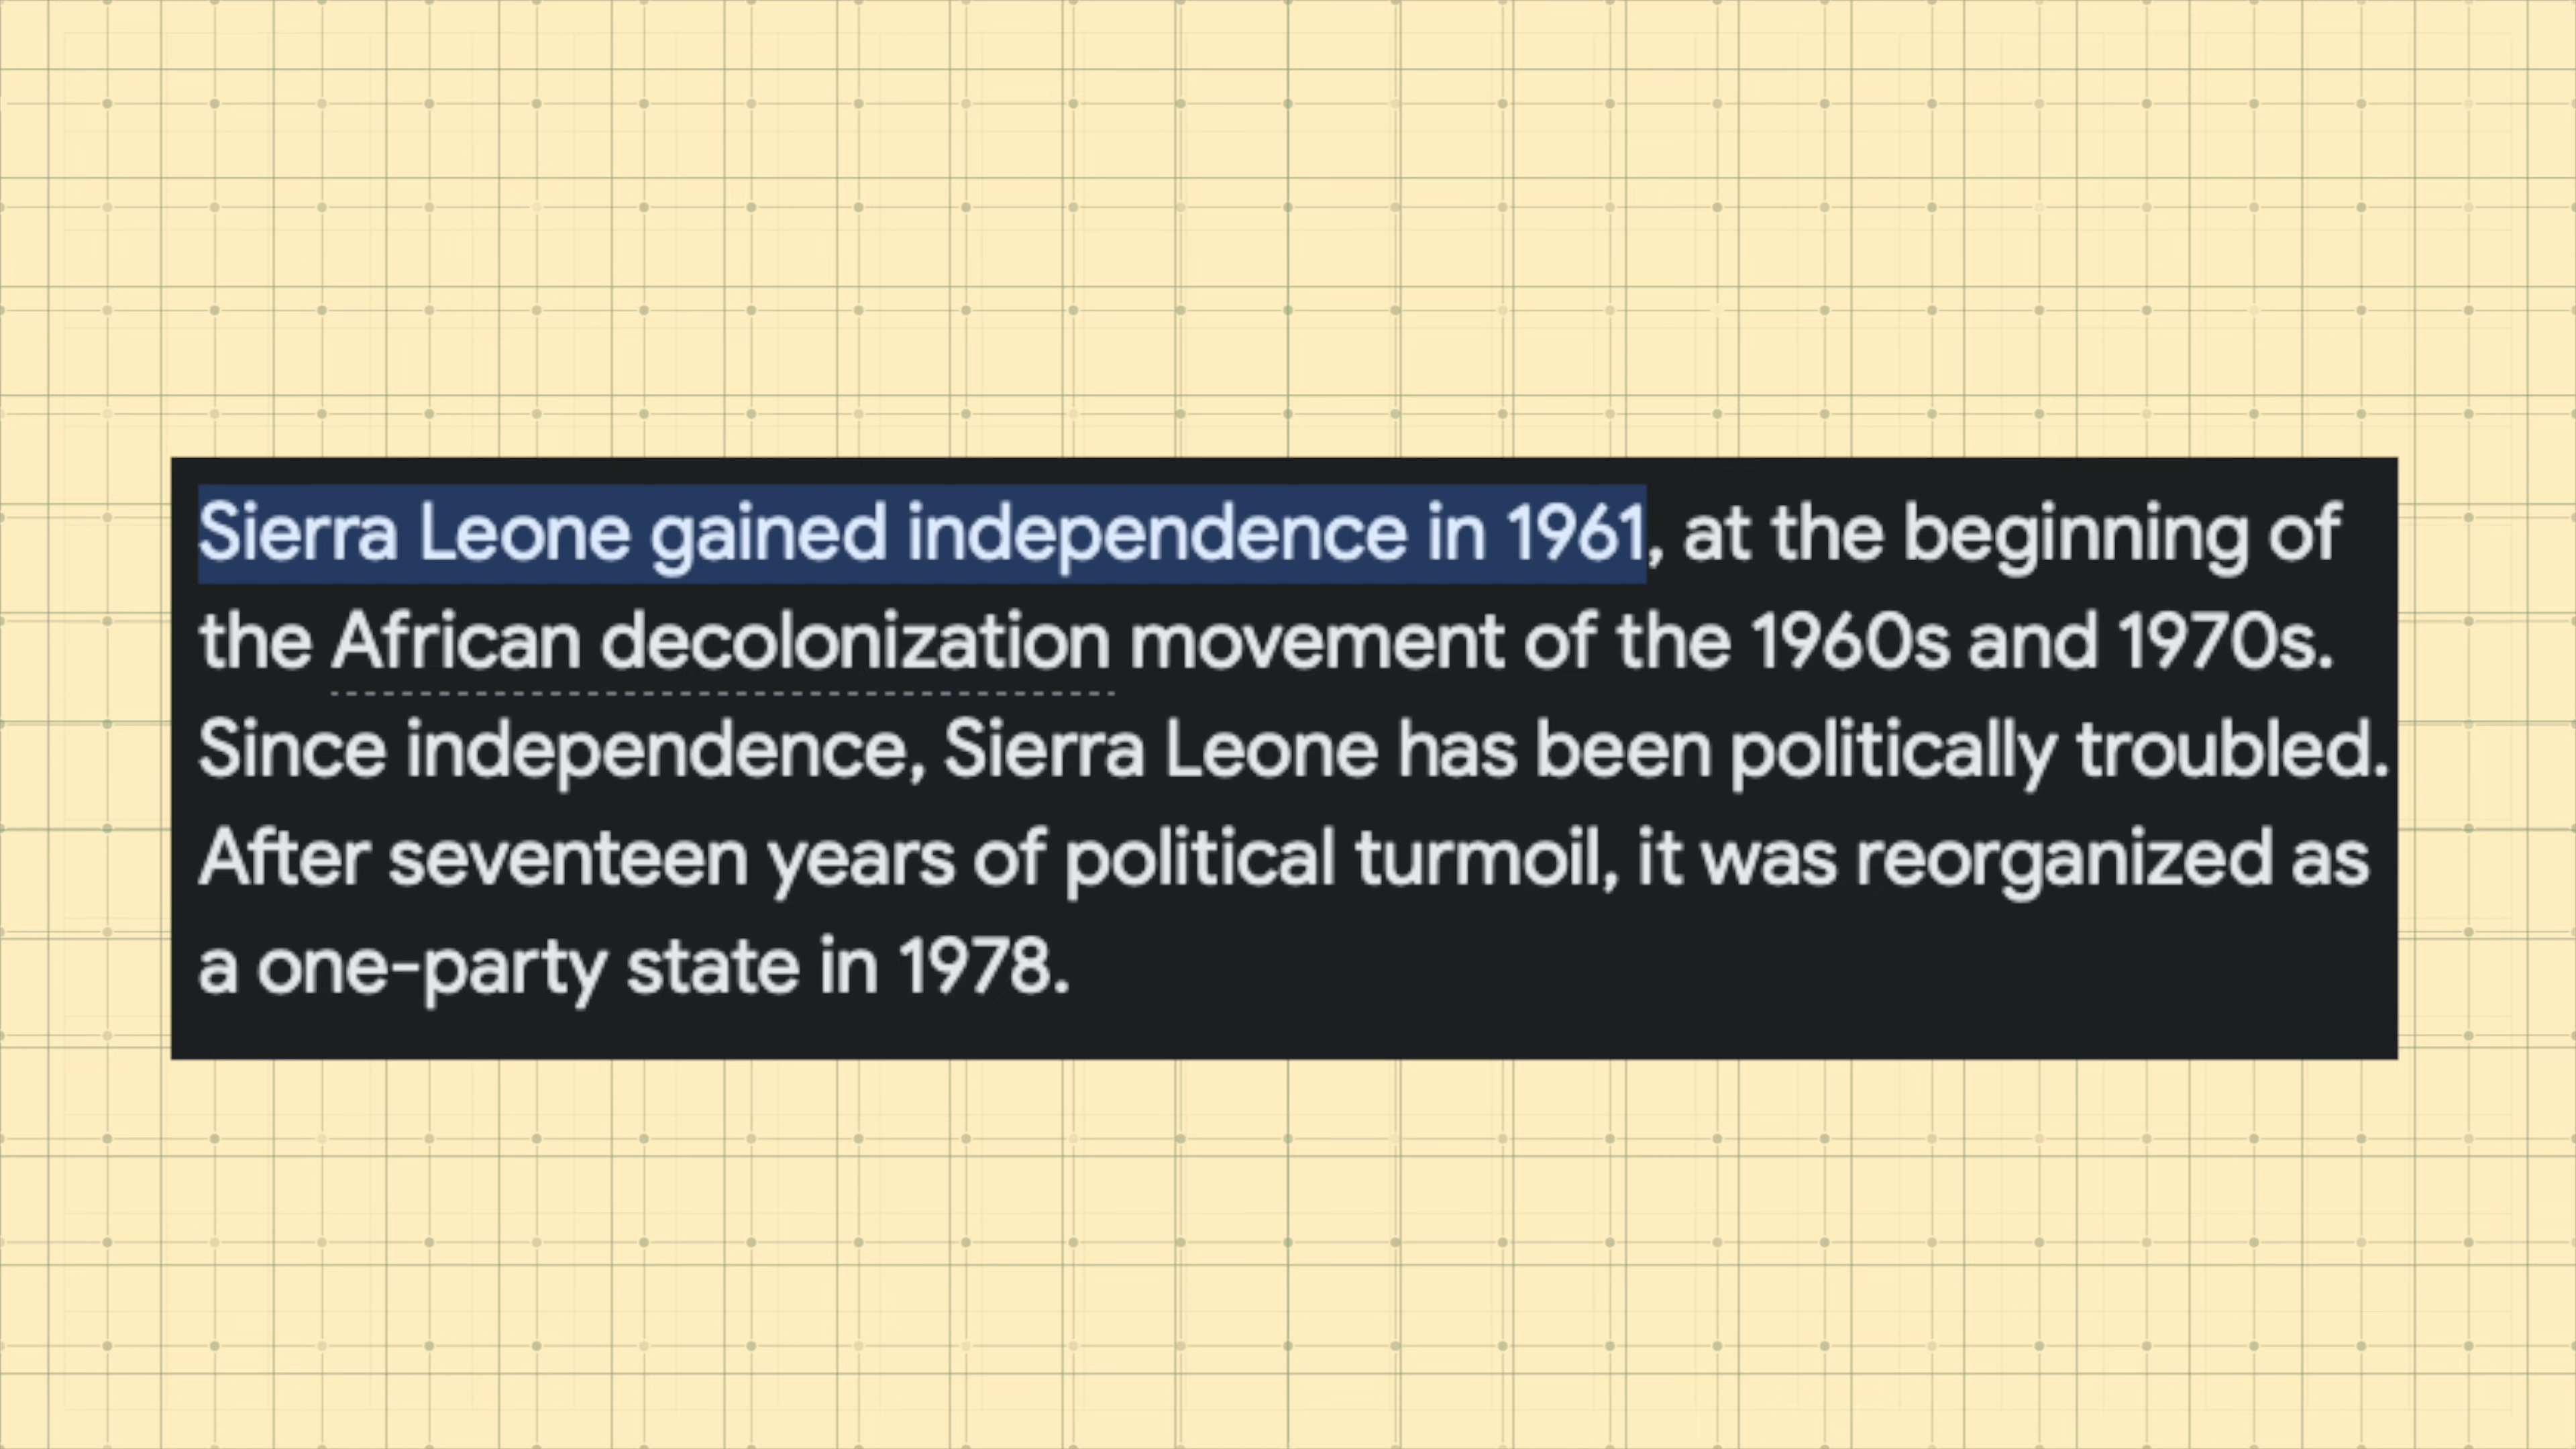 Sierra Leone gained independence in 1961, at the beginning of
the African decolonization movement of the 1960s and 1970s.
Since independence, Sierra Leone has been politically troubled.
After seventeen years of political turmoil, it was reorganized as
a one-party state in 1978.